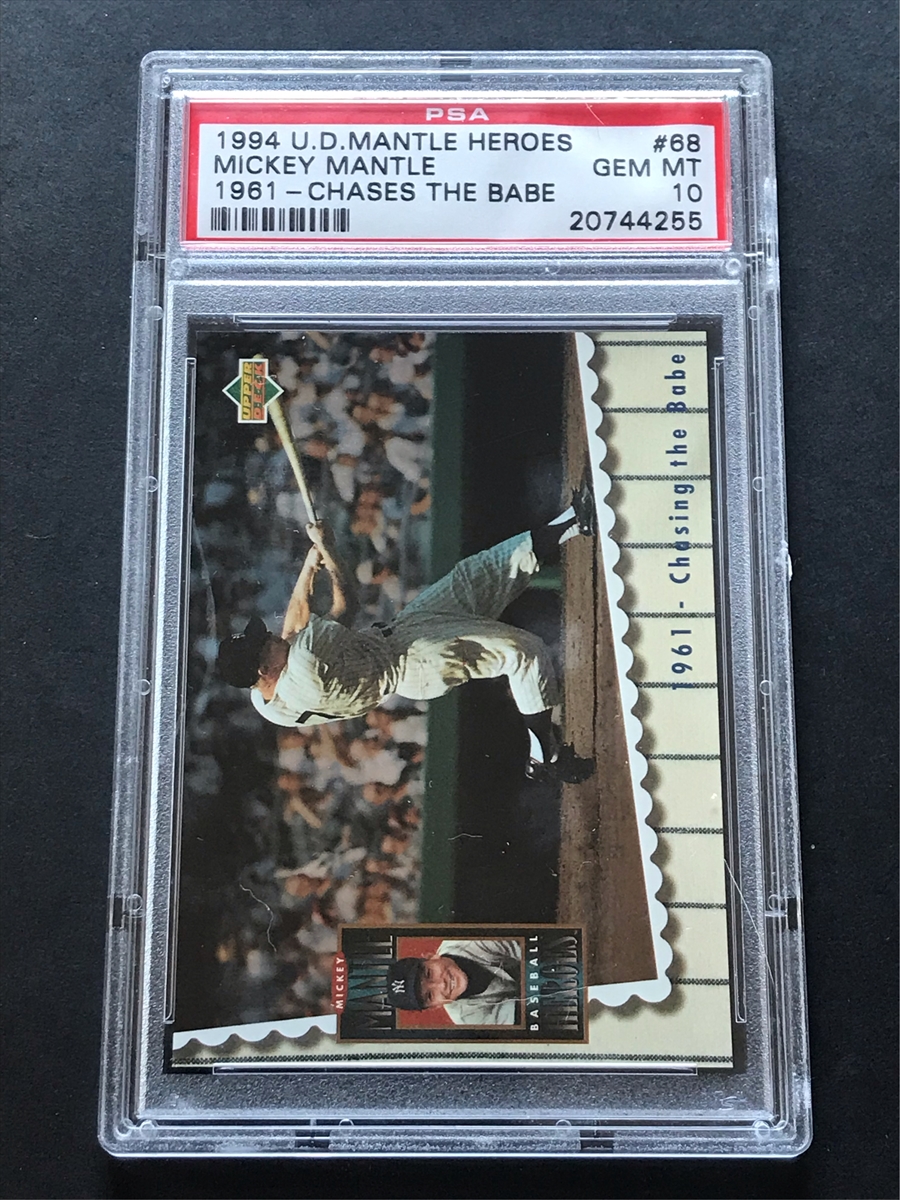 PSA
1994 U.D.MANTLE HEROES #68
MICKEY MANTLE GEM MT
1961 - CHASES THE BABE 10
20744255
UPPER
DECK
1961 - Chasing the Babe
MICKEY
MANTLE
NY
BASEBALL
HEROES